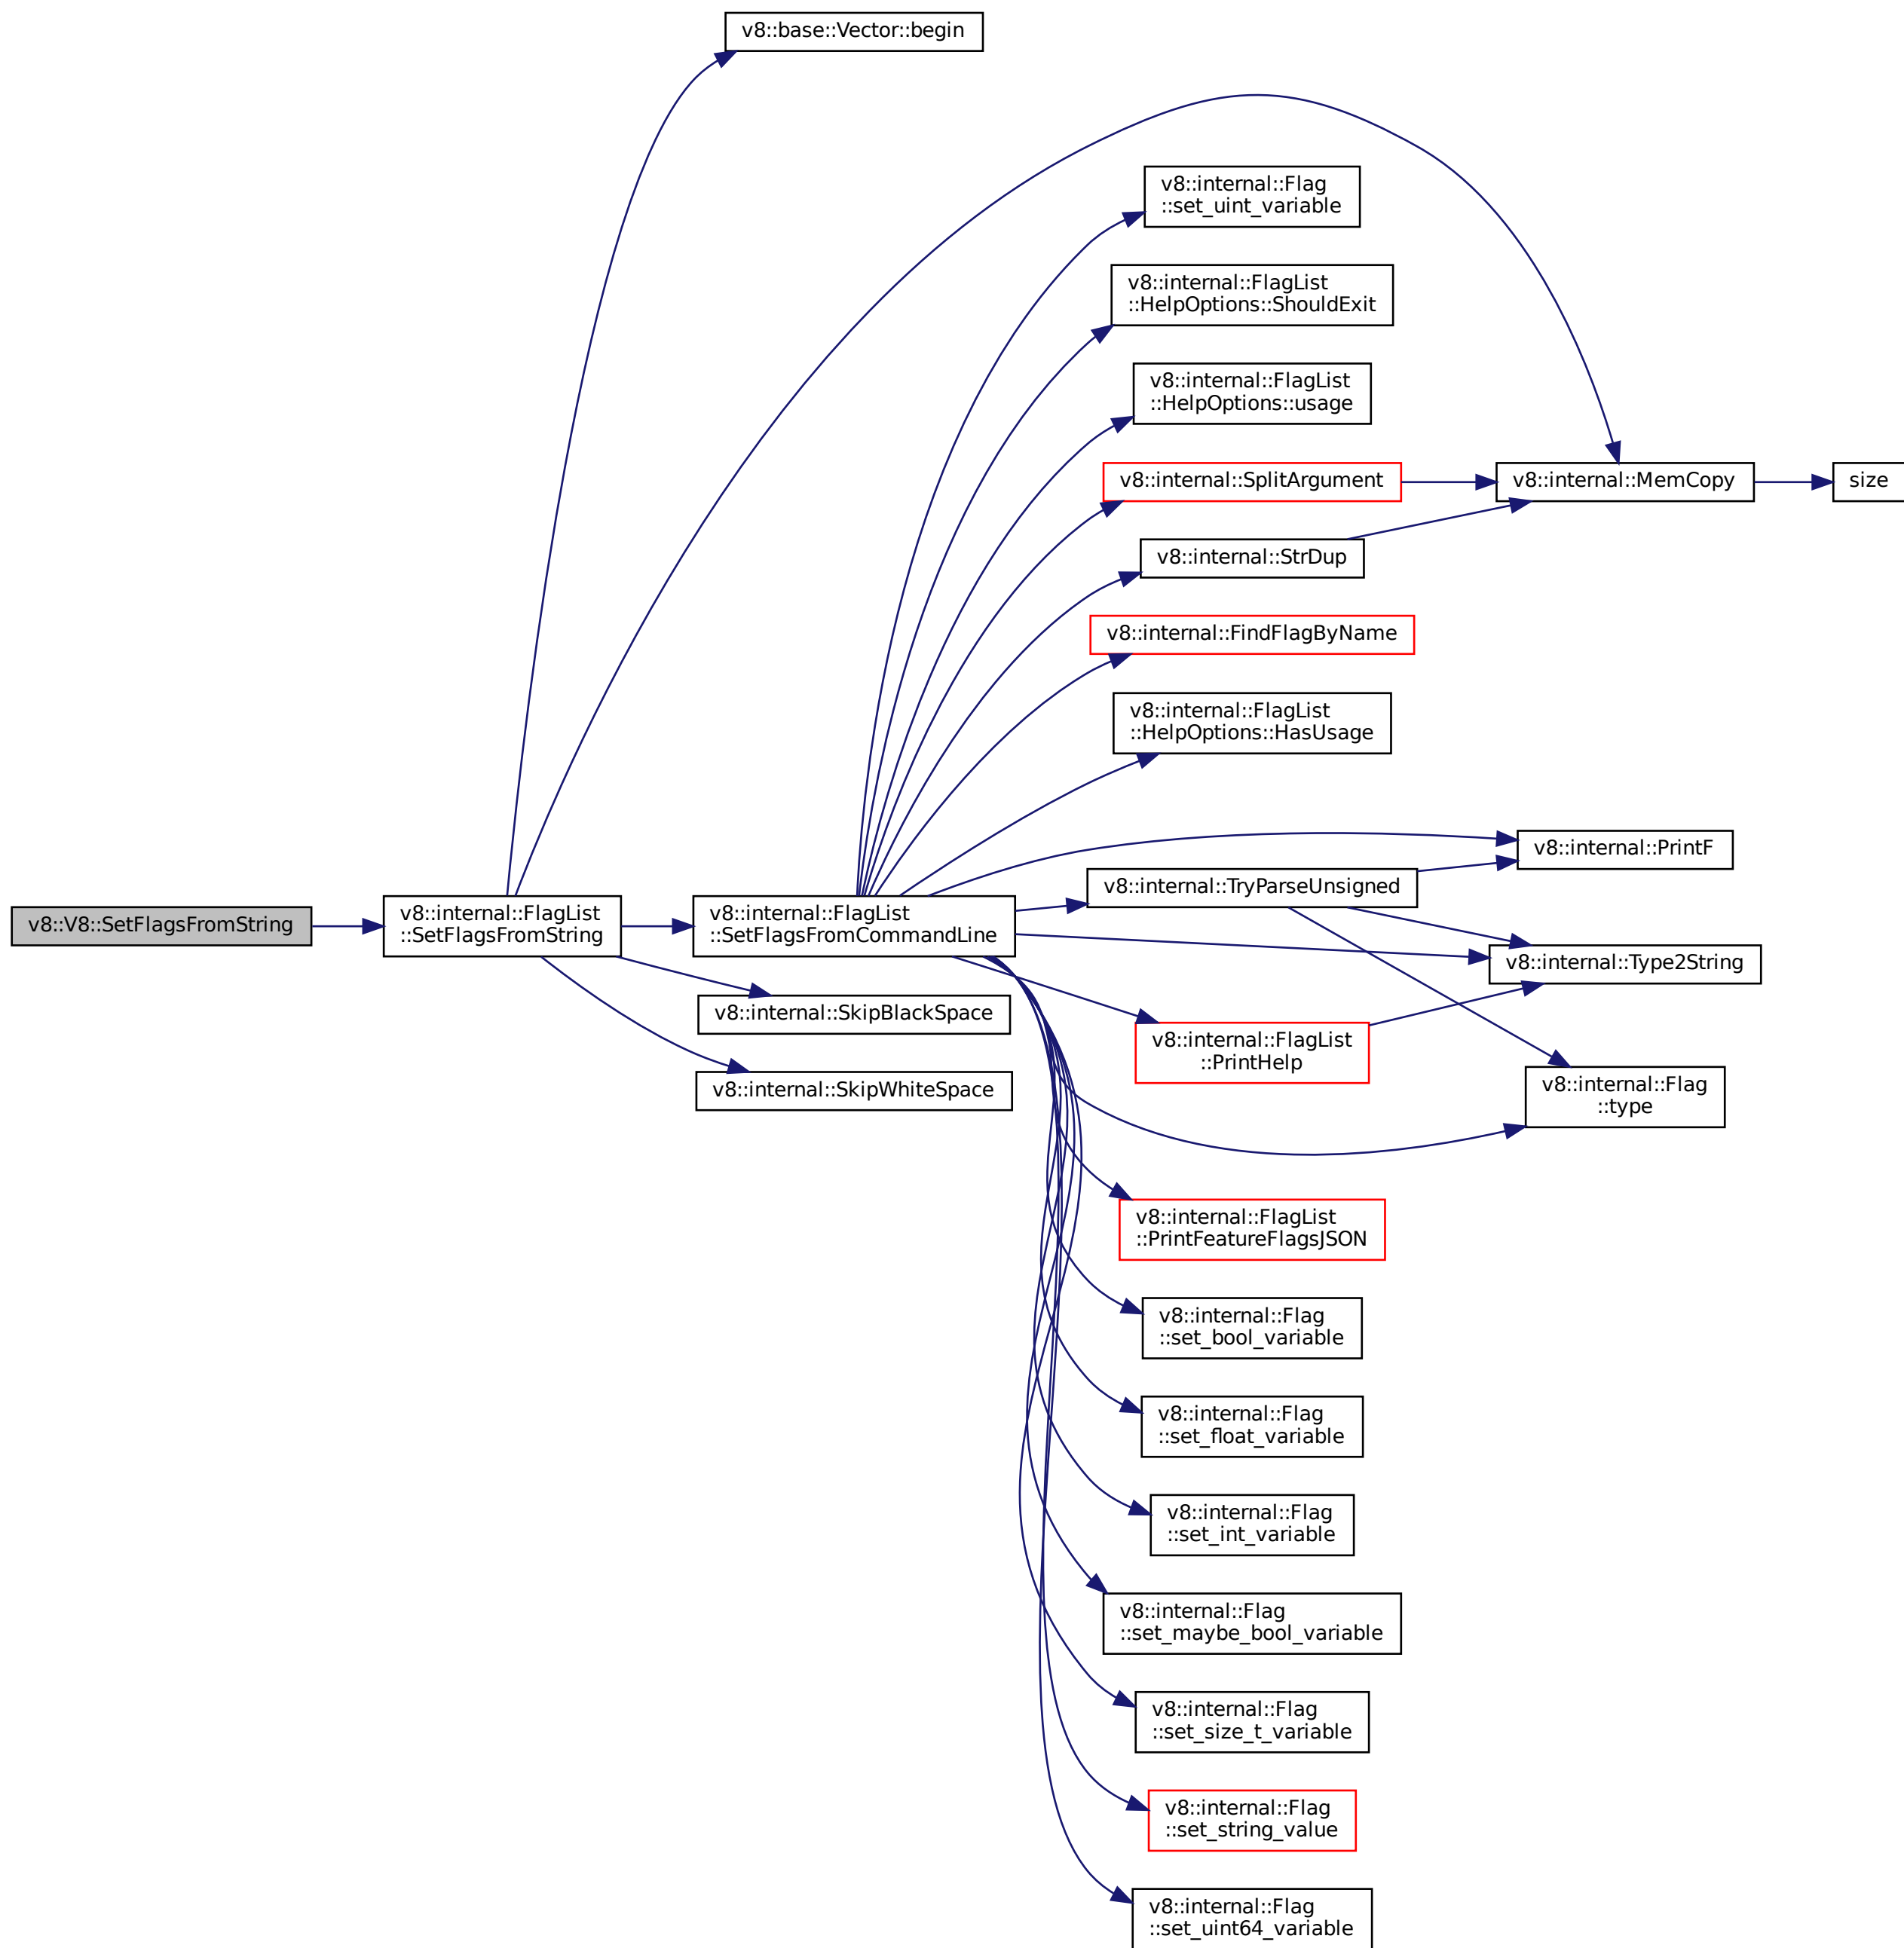 v8::base::Vector::begin
v8::internal::Flag
::set_uint_variable
v8::internal::FlagList
::HelpOptions::ShouldExit
v8::internal::FlagList
::HelpOptions::usage
v8::internal::SplitArgument
v8::internal::MemCopy
size
v8::internal::StrDup
v8::internal::FindFlagByName
v8::internal::FlagList
::HelpOptions::HasUsage
v8::internal::PrintF
v8::internal::TryParseUnsigned
v8::V8::SetFlagsFromString
v8::internal::FlagList
::SetFlagsFromString
v8::internal::FlagList
::SetFlagsFromCommandLine
v8::internal::Type2String
v8::internal::SkipBlackSpace
v8::internal::FlagList
::PrintHelp
v8::internal::SkipWhiteSpace
v8::internal::Flag
::type
v8::internal::FlagList
::PrintFeatureFlagsJSON
v8::internal::Flag
::set_bool_variable
v8::internal::Flag
::set_float_variable
v8::internal::Flag
::set_int_variable
v8::internal::Flag
::set_maybe_bool_variable
v8::internal::Flag
::set_size_t_variable
v8::internal::Flag
::set_string_value
v8::internal::Flag
::set_uint64_variable